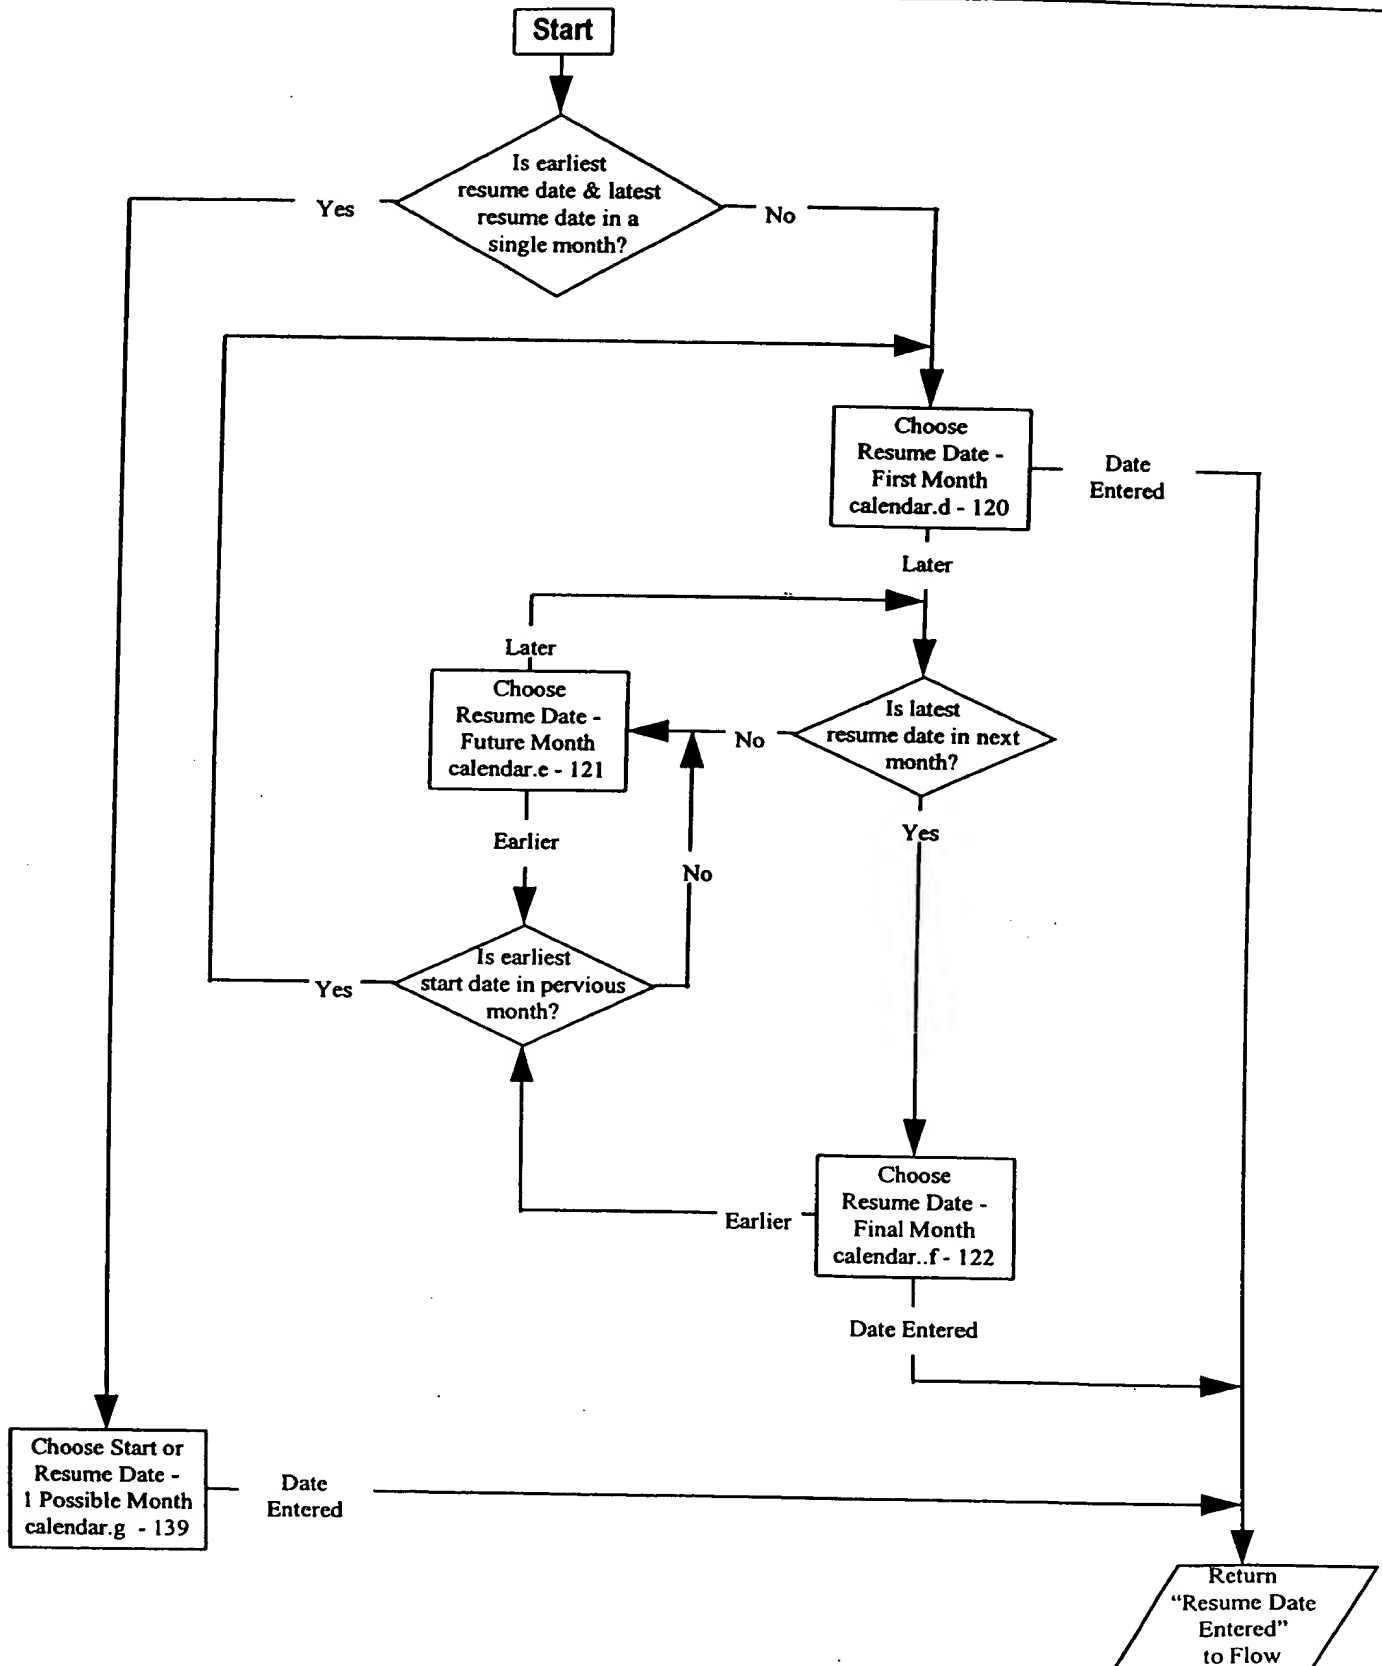 Start
Is earliest
resume date & latest
resume date in a
single month?
Yes
No
Choose
Resume Date -
First Month
calendar.d - 120
Date
Entered
Later
Later
Choose
Resume Date -
Future Month
calendar.e - 121
No
Is latest
resume date in next
month?
Earlier
No
Yes
Is earliest
start date in pervious
month?
Yes
Choose
Resume Date -
Final Month
calendar..f - 122
Earlier
Date Entered
Choose Start or
Resume Date -
1 Possible Month
calendar.g - 139
Date
Entered
Return
“Resume Date
Entered”
to Flow